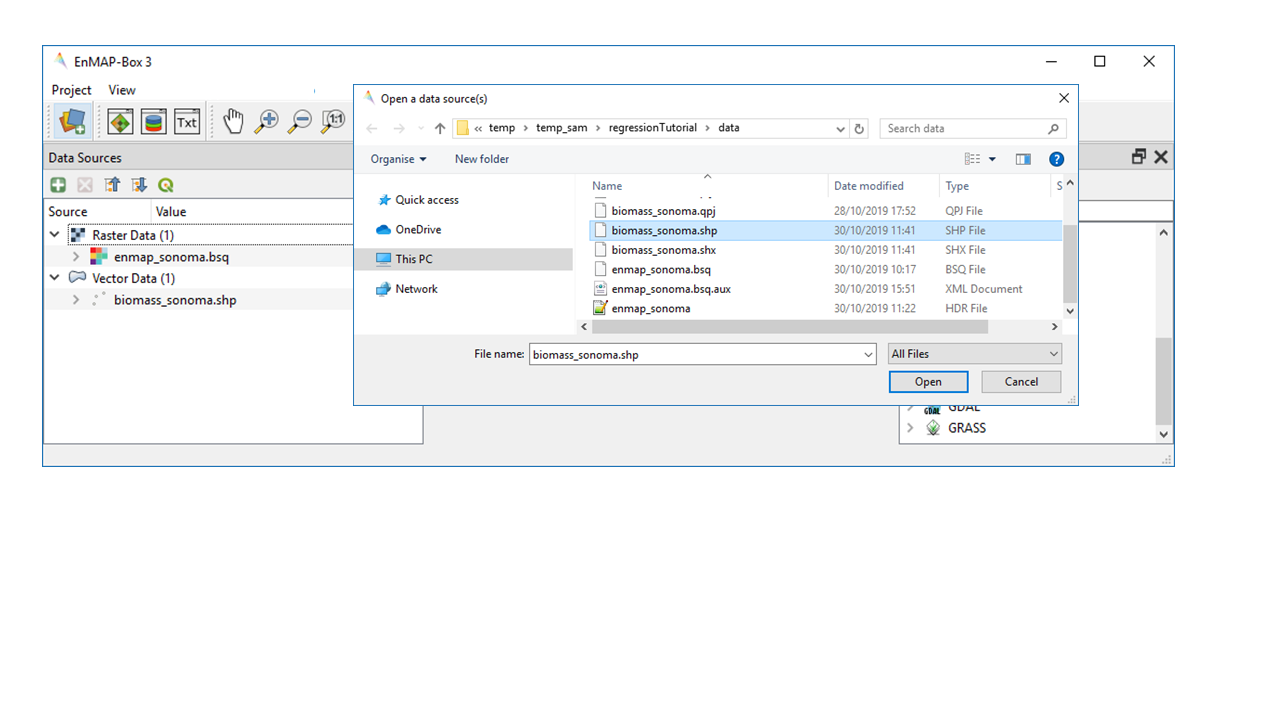 EnMAP-Box 3
Project View
Open a data source(s)
« temp > temp_sam > regressionTutorial > data
Search data
Txt
1:1
Data Sources
Organise
New folder
?
Source Value
Name Date modified Type S
Quick access
biomass_sonoma.qpj 28/10/2019 17:52 QPJ File
Raster Data (1)
OneDrive
biomass_sonoma.shp 30/10/2019 11:41 SHP File
enmap_sonoma.bsq
This PC
biomass_sonoma.shx 30/10/2019 11:41 SHX File
enmap_sonoma.bsq 30/10/2019 10:17 BSQ File
Vector Data (1)
Network
enmap_sonoma.bsq.aux 30/10/2019 15:51 XML Document
biomass_sonoma.shp
enmap_sonoma 30/10/2019 11:22 HDR File
File name: biomass_sonoma.shp
All Files
Open Cancel
GDAL GDAL
GRASS